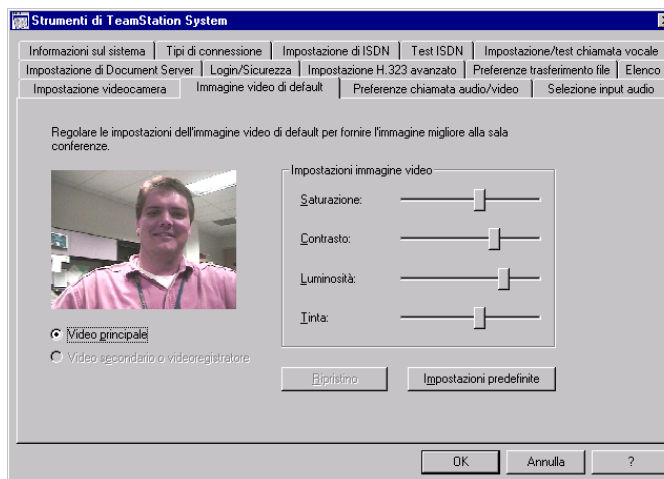 Strumenti di TeamStation System
Informazioni sul sistema Tipi di connessione Impostazione di ISDN Test ISDN Impostazione/test chiamata vocale
Impostazione di Document Server Login/Sicurezza Impostazione H.323 avanzato Preferenze trasferimento file Elenco
Impostazione videocamera Immagine video di default Preferenze chiamata audio/video Selezione input audio
Regolare le impostazioni dell'immagine video di default per fornire l'immagine migliore alla sala
conferenze.
Impostazioni immagine video
Saturazione:
Contrasto:
Luminosità:
Tinta:
Video principale
Video secondario o videoregistratore
Ripristino Impostazioni predefinite
OK Annulla ?